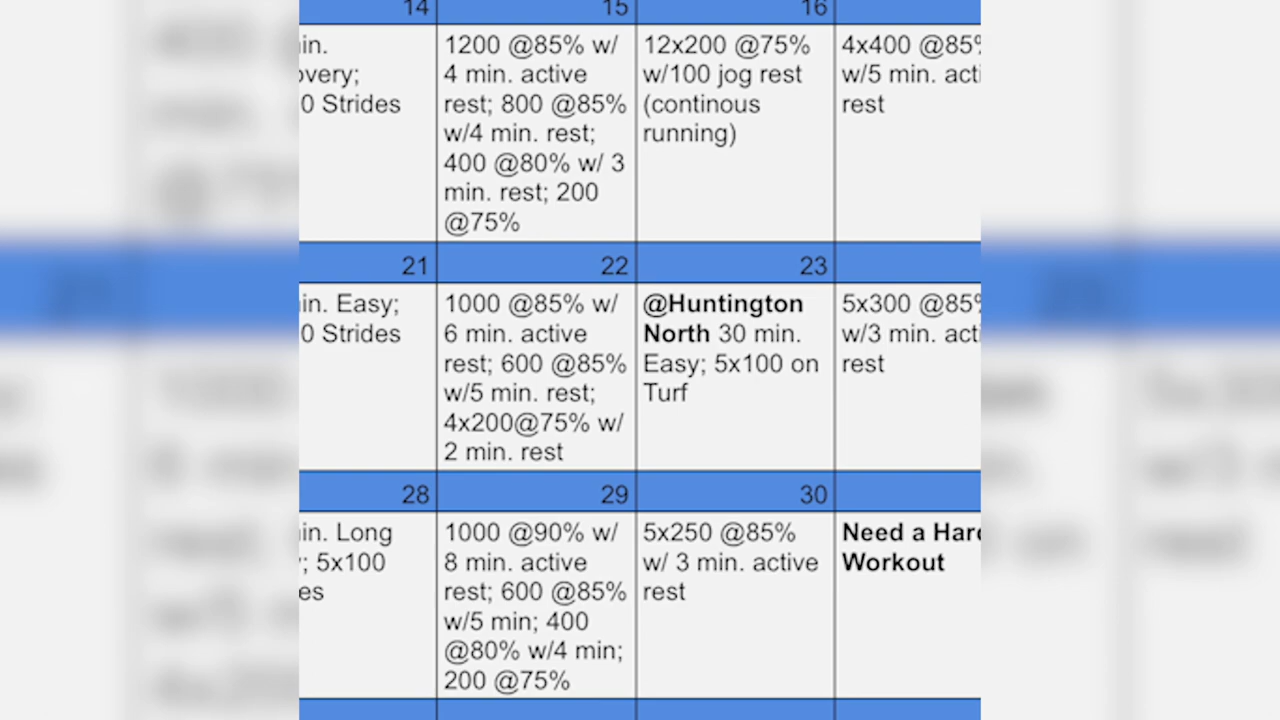 14
15
16
in.
overy;
0 Strides
1200 @85% w/
4 min. active
rest; 800 @85%
w/4 min. rest;
400 @80% w/ 3
min. rest; 200
@75%
12x200 @75%
w/100 jog rest
(continous
running)
4x400 @85%
w/5 min. acti
rest
21
22
23
in. Easy;
0 Strides
1000 @85% w/
6 min. active
rest; 600 @85%
w/5 min. rest;
4x200@75% w/
2 min. rest
@Huntington
North 30 min.
Easy; 5x100 on
Turf
5x300 @85%
w/3 min. acti
rest
28
29
30
in. Long
; 5x100
es
1000 @90% w/
8 min. active
rest; 600 @85%
w/5 min; 400
@80% w/4 min;
200 @75%
5x250 @85%
w/ 3 min. active
rest
Need a Hard
Workout